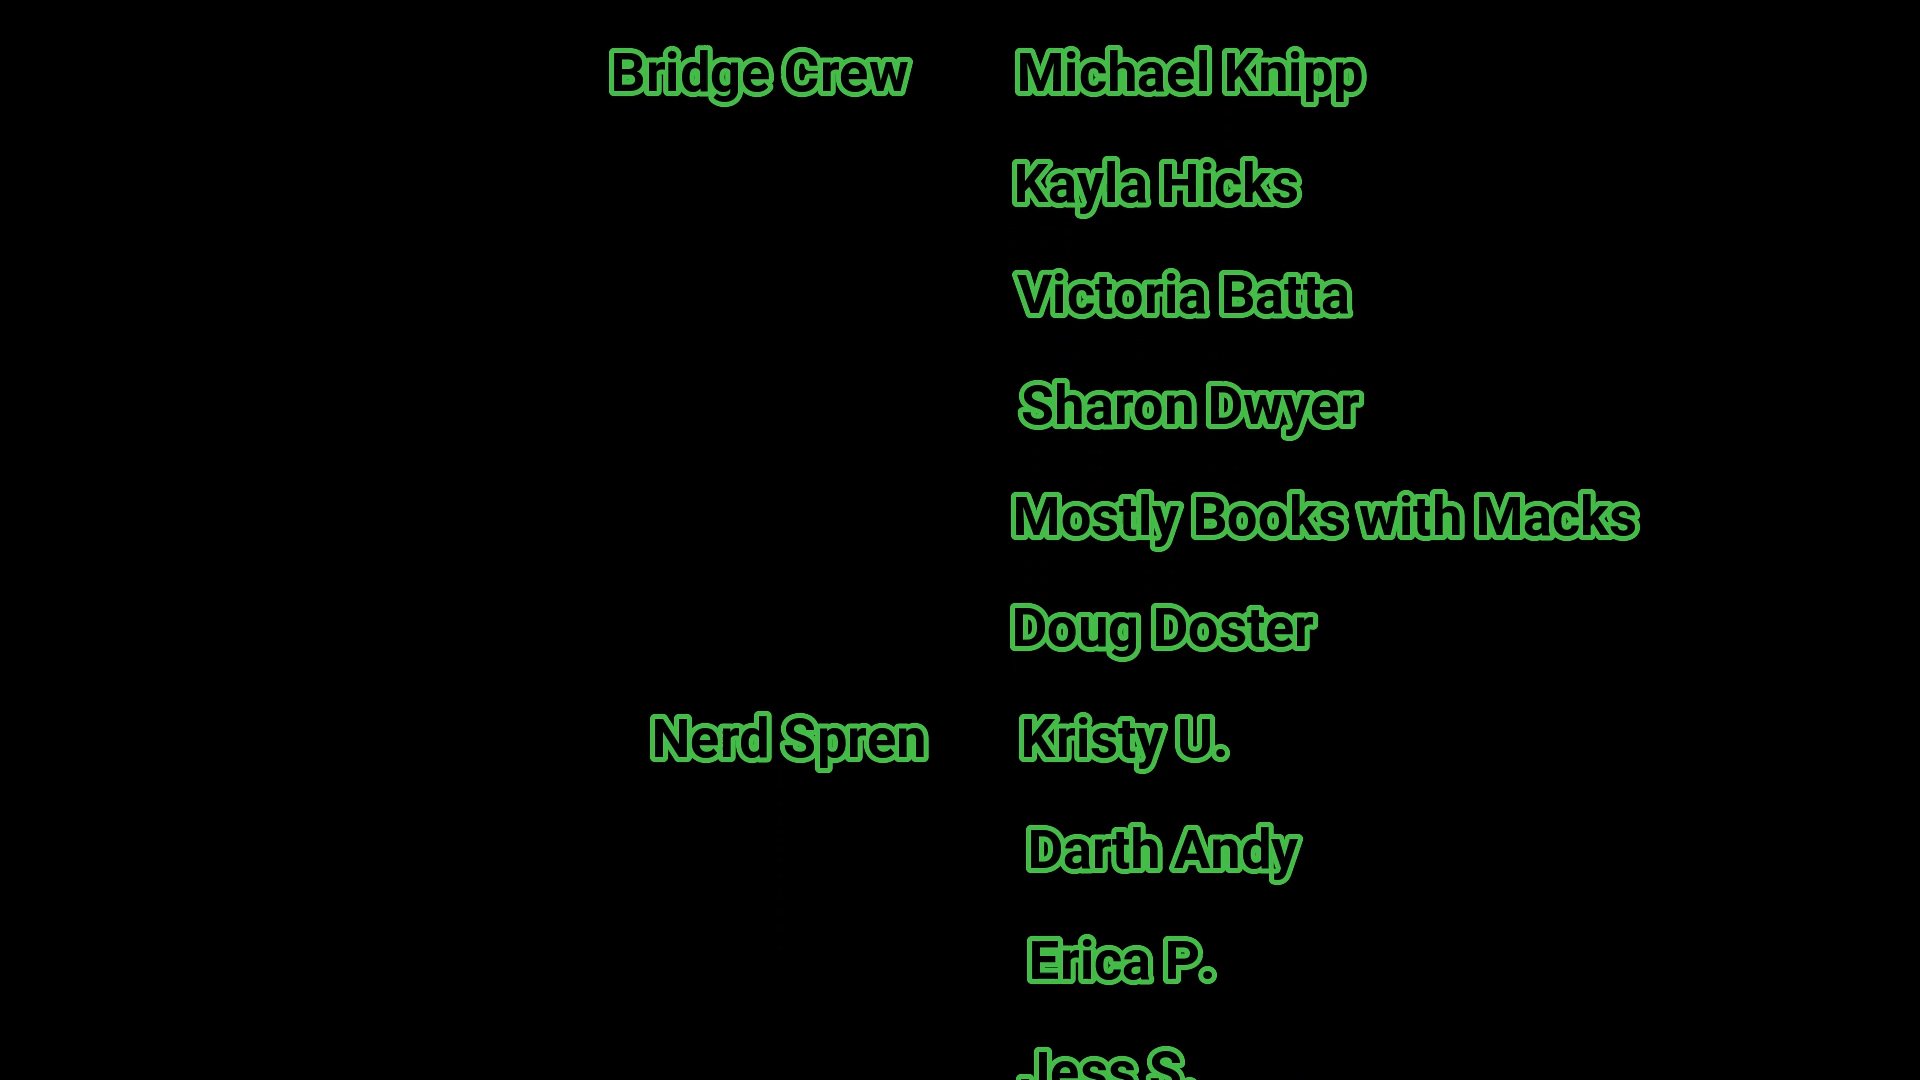 Bridge Crew Michael Knipp
Kayla Hicks
Victoria Batta
Sharon Dwyer
Mostly Books with Macks
Doug Doster
Nerd Spren Kristy U.
Darth Andy
Erica P.
Jess S.